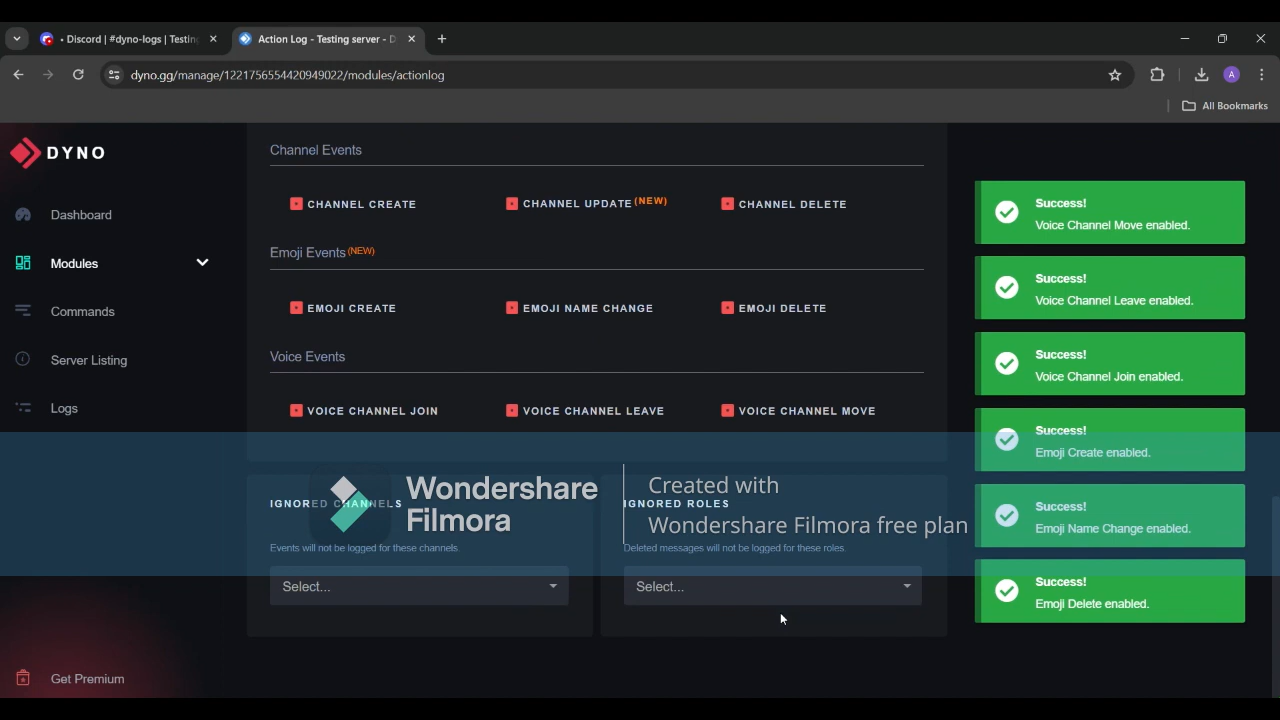 • Discord | #dyno-logs | Testin
Action Log - Testing server - D
dyno.gg/manage/1221756554420949022/modules/actionlog
A
All Bookmarks
DYNO
Dashboard
Modules
Commands
Server Listing
Logs
Get Premium
Channel Events
CHANNEL CREATE
CHANNEL UPDATE (NEW)
CHANNEL DELETE
Emoji Events (NEW)
EMOJI CREATE
EMOJI NAME CHANGE
EMOJI DELETE
Voice Events
VOICE CHANNEL JOIN
VOICE CHANNEL LEAVE
VOICE CHANNEL MOVE
IGNORED CHANNELS
Events will not be logged for these channels.
Select...
IGNORED ROLES
Deleted messages will not be logged for these roles.
Select...
Wondershare
Filmora
Created with
Wondershare Filmora free plan
Success!
Voice Channel Move enabled.
Success!
Voice Channel Leave enabled.
Success!
Voice Channel Join enabled.
Success!
Emoji Create enabled.
Success!
Emoji Name Change enabled.
Success!
Emoji Delete enabled.